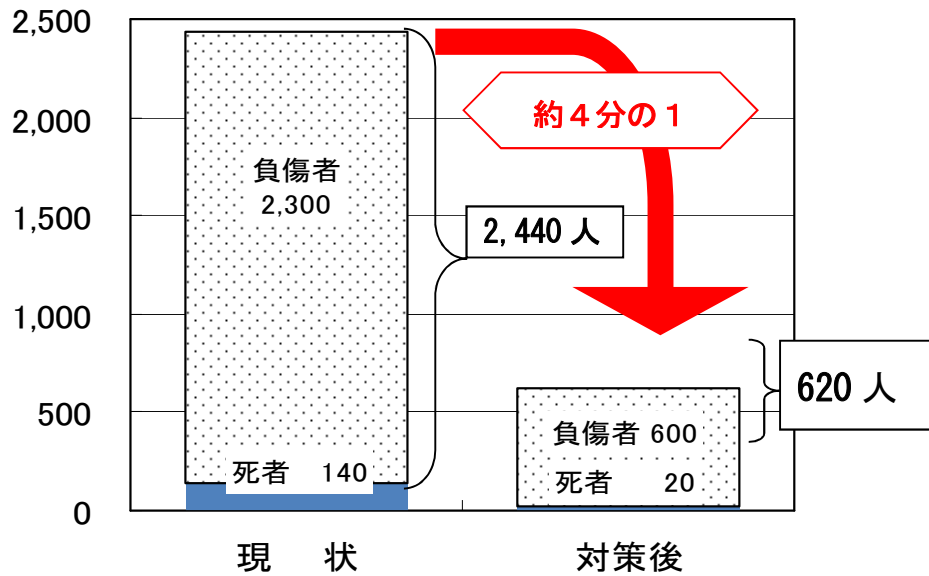 2,500
2,000
1,500
1,000
500
0
負傷者
2,300
死者 140
2,440 人
約４分の１
負傷者 600
死者 20
620 人
現 状
対策後